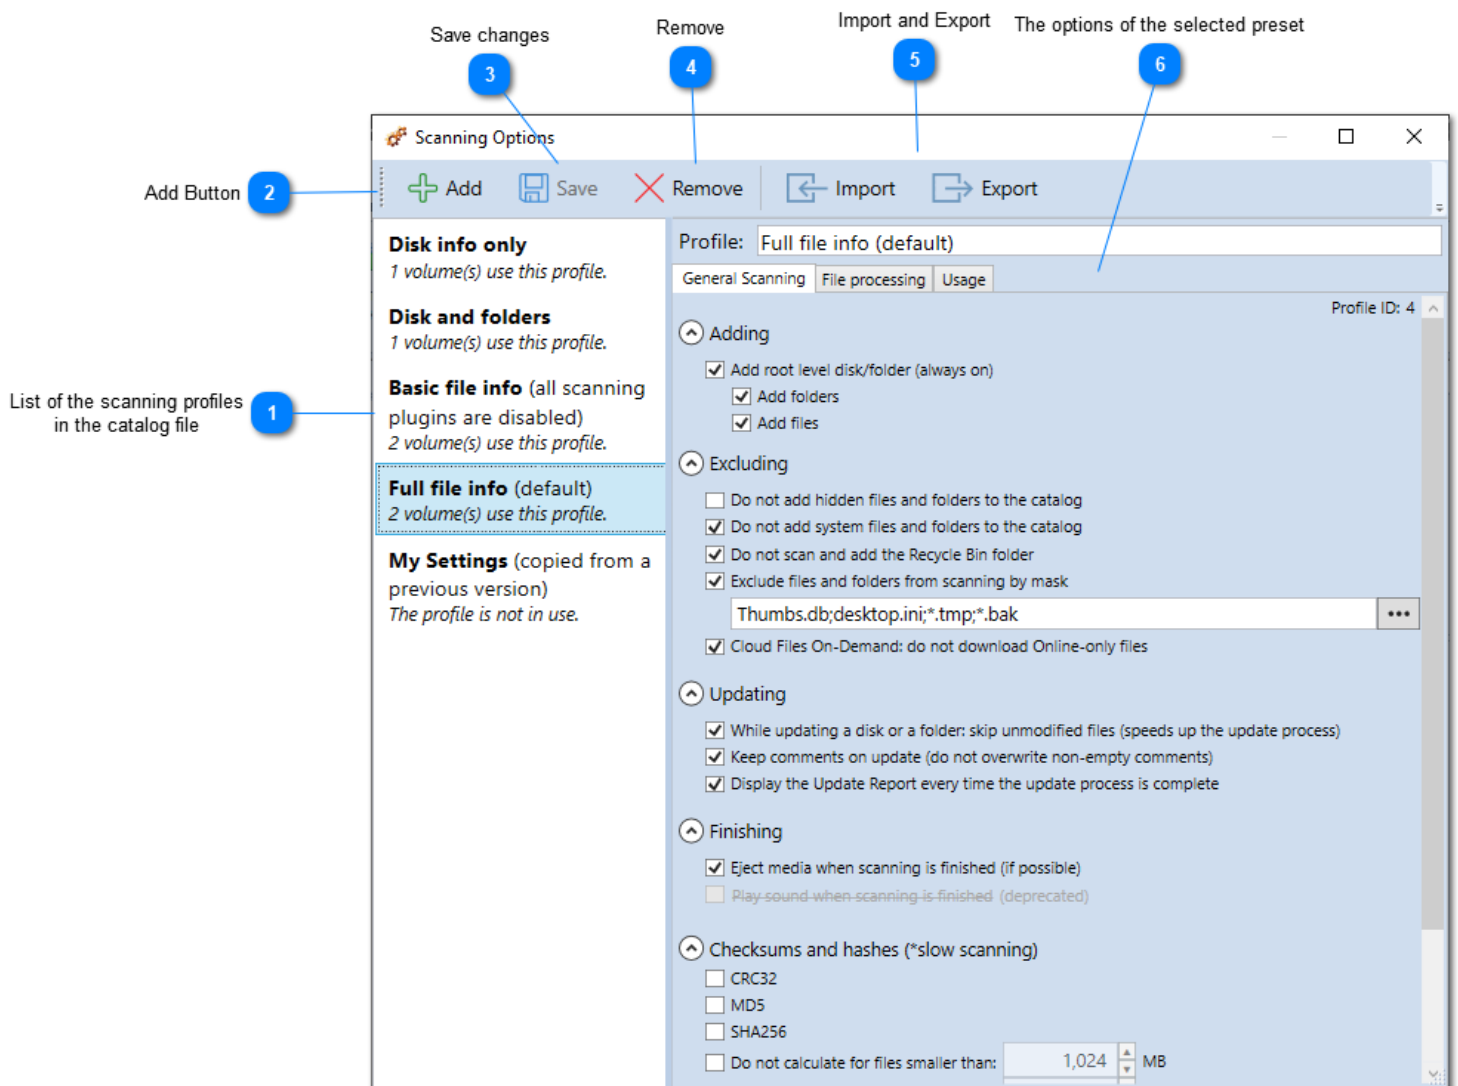 Save changes
3
Remove
4
Import and Export
5
The options of the selected preset
6
Scanning Options
Add Button 2
Add Save Remove Import Export
List of the scanning profiles
in the catalog file
1
Disk info only
1 volume(s) use this profile.
Disk and folders
1 volume(s) use this profile.
Basic file info (all scanning
plugins are disabled)
2 volume(s) use this profile.
Full file info (default)
2 volume(s) use this profile.
My Settings (copied from a
previous version)
The profile is not in use.
Profile: Full file info (default)
General Scanning File processing Usage
Profile ID: 4
Adding
Add root level disk/folder (always on)
Add folders
Add files
Excluding
Do not add hidden files and folders to the catalog
Do not add system files and folders to the catalog
Do not scan and add the Recycle Bin folder
Exclude files and folders from scanning by mask
Thumbs.db;desktop.ini;*.tmp;*.bak
Cloud Files On-Demand: do not download Online-only files
Updating
While updating a disk or a folder: skip unmodified files (speeds up the update process)
Keep comments on update (do not overwrite non-empty comments)
Display the Update Report every time the update process is complete
Finishing
Eject media when scanning is finished (if possible)
Play sound when scanning is finished (deprecated)
Checksums and hashes (*slow scanning)
CRC32
MD5
SHA256
Do not calculate for files smaller than: 1,024 MB